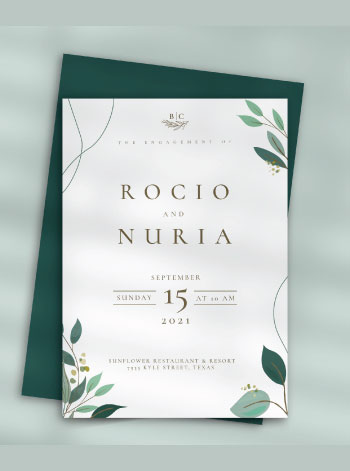 B|C
THE ENGAGEMENT OF
ROCIO
AND
NURIA
SEPTEMBER
SUNDAY 15 AT 10 AM
2021
SUNFLOWER RESTAURANT & RESORT
7315 KYLE STREET, TEXAS